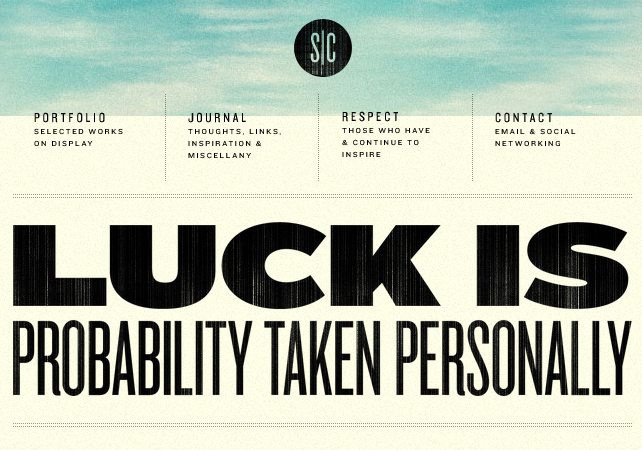 S|C
PORTFOLIO
SELECTED WORKS
ON DISPLAY
JOURNAL
THOUGHTS, LINKS,
INSPIRATION &
MISCELLANY
RESPECT
THOSE WHO HAVE
& CONTINUE TO
INSPIRE
CONTACT
EMAIL & SOCIAL
NETWORKING
LUCK IS
PROBABILITY TAKEN PERSONALLY